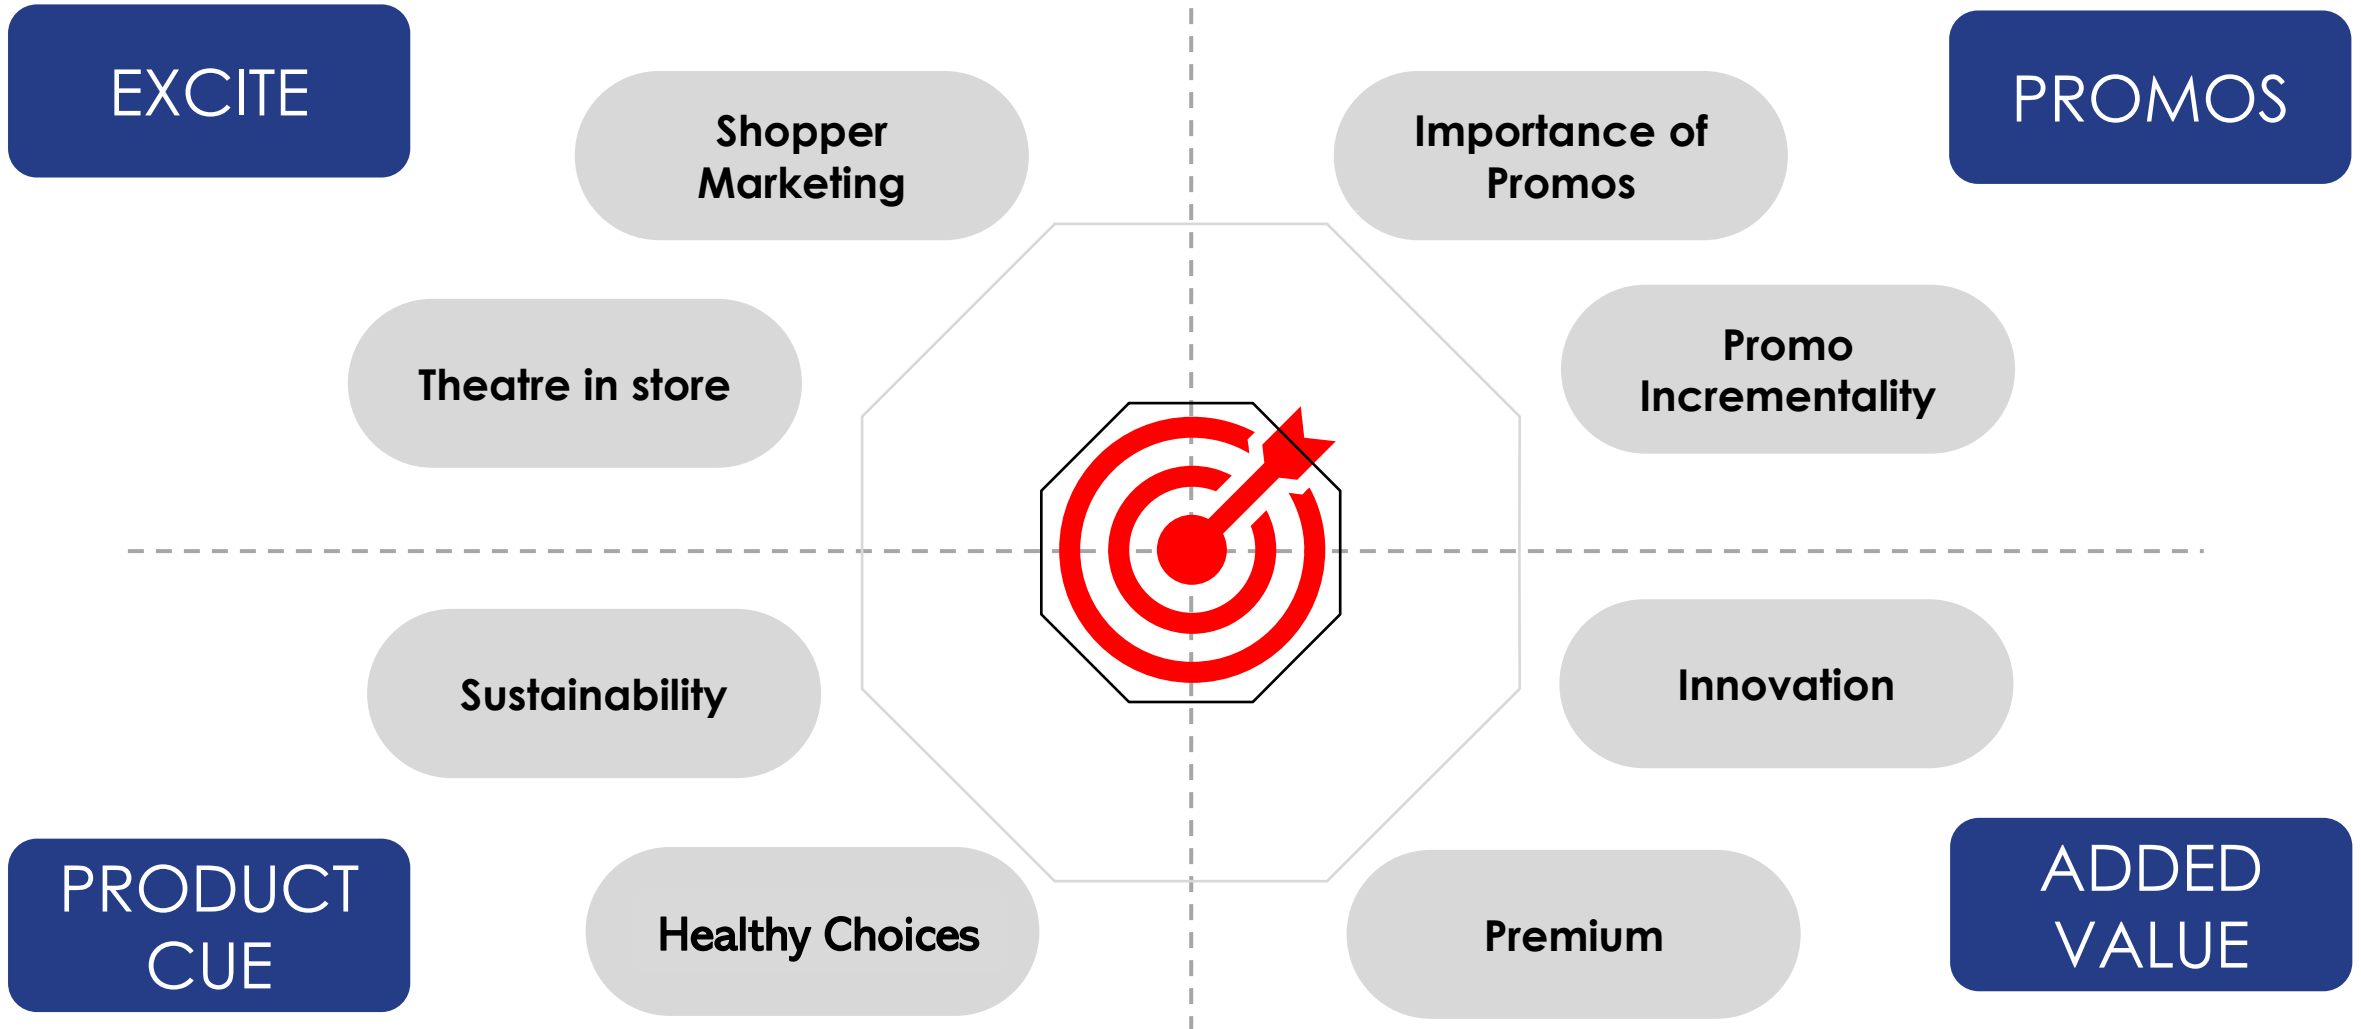 EXCITE
Shopper
Marketing
Importance of
Promos
PROMOS
Theatre in store
Promo
Incrementality
Sustainability
Innovation
PRODUCT
CUE
Healthy Choices
Premium
ADDED
VALUE